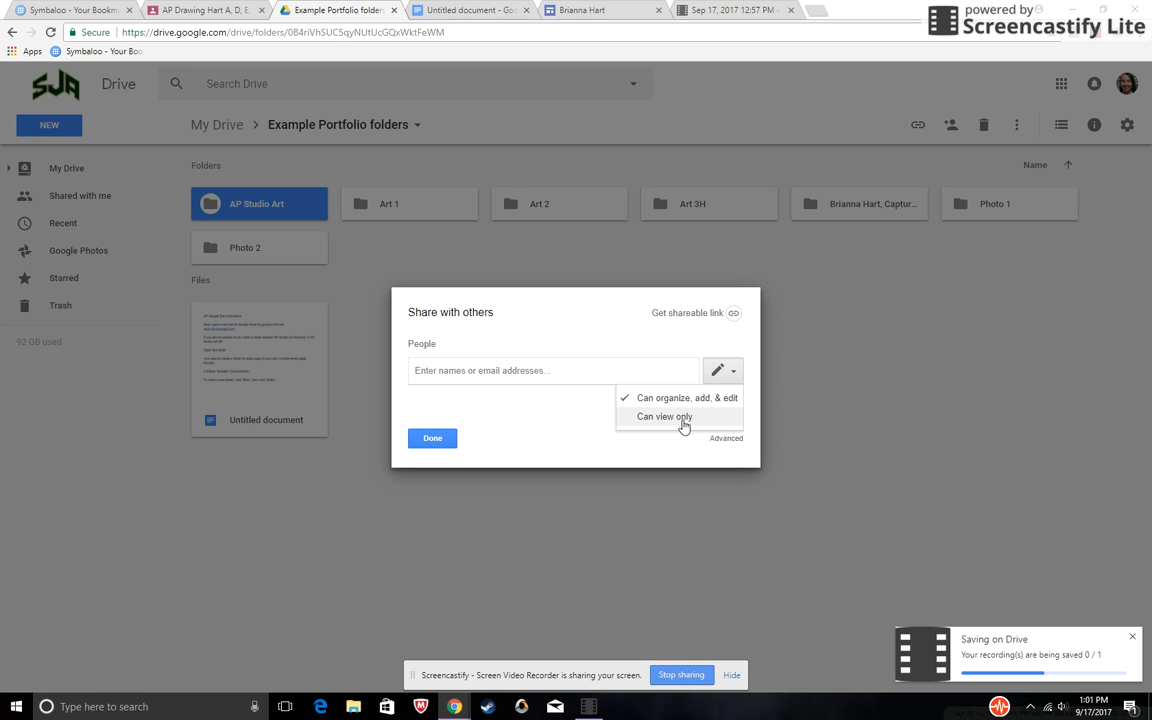 Symbaloo - Your Bookma
AP Drawing Hart A, D, E,
Example Portfolio folders
Untitled document - Goo
Brianna Hart
Sep 17, 2017 12:57 PM -
powered by
Screencastify Lite
Secure
https://drive.google.com/drive/folders/0B4riVhSUC5qyNUtUcGQxWktFeWM
Apps
Symbaloo - Your Boo
SJA
Drive
Search Drive
NEW
My Drive > Example Portfolio folders
My Drive
Shared with me
Recent
Google Photos
Starred
Trash
92 GB used
Folders
Name
AP Studio Art
Art 1
Art 2
Art 3H
Brianna Hart, Captur...
Photo 1
Photo 2
Files
Untitled document
Share with others
Get shareable link
People
Enter names or email addresses...
Can organize, add, & edit
Can view only
Done
Advanced
Saving on Drive
Your recording(s) are being saved 0 / 1
Screencastify - Screen Video Recorder is sharing your screen.
Stop sharing
Hide
Type here to search
1:01 PM
9/17/2017